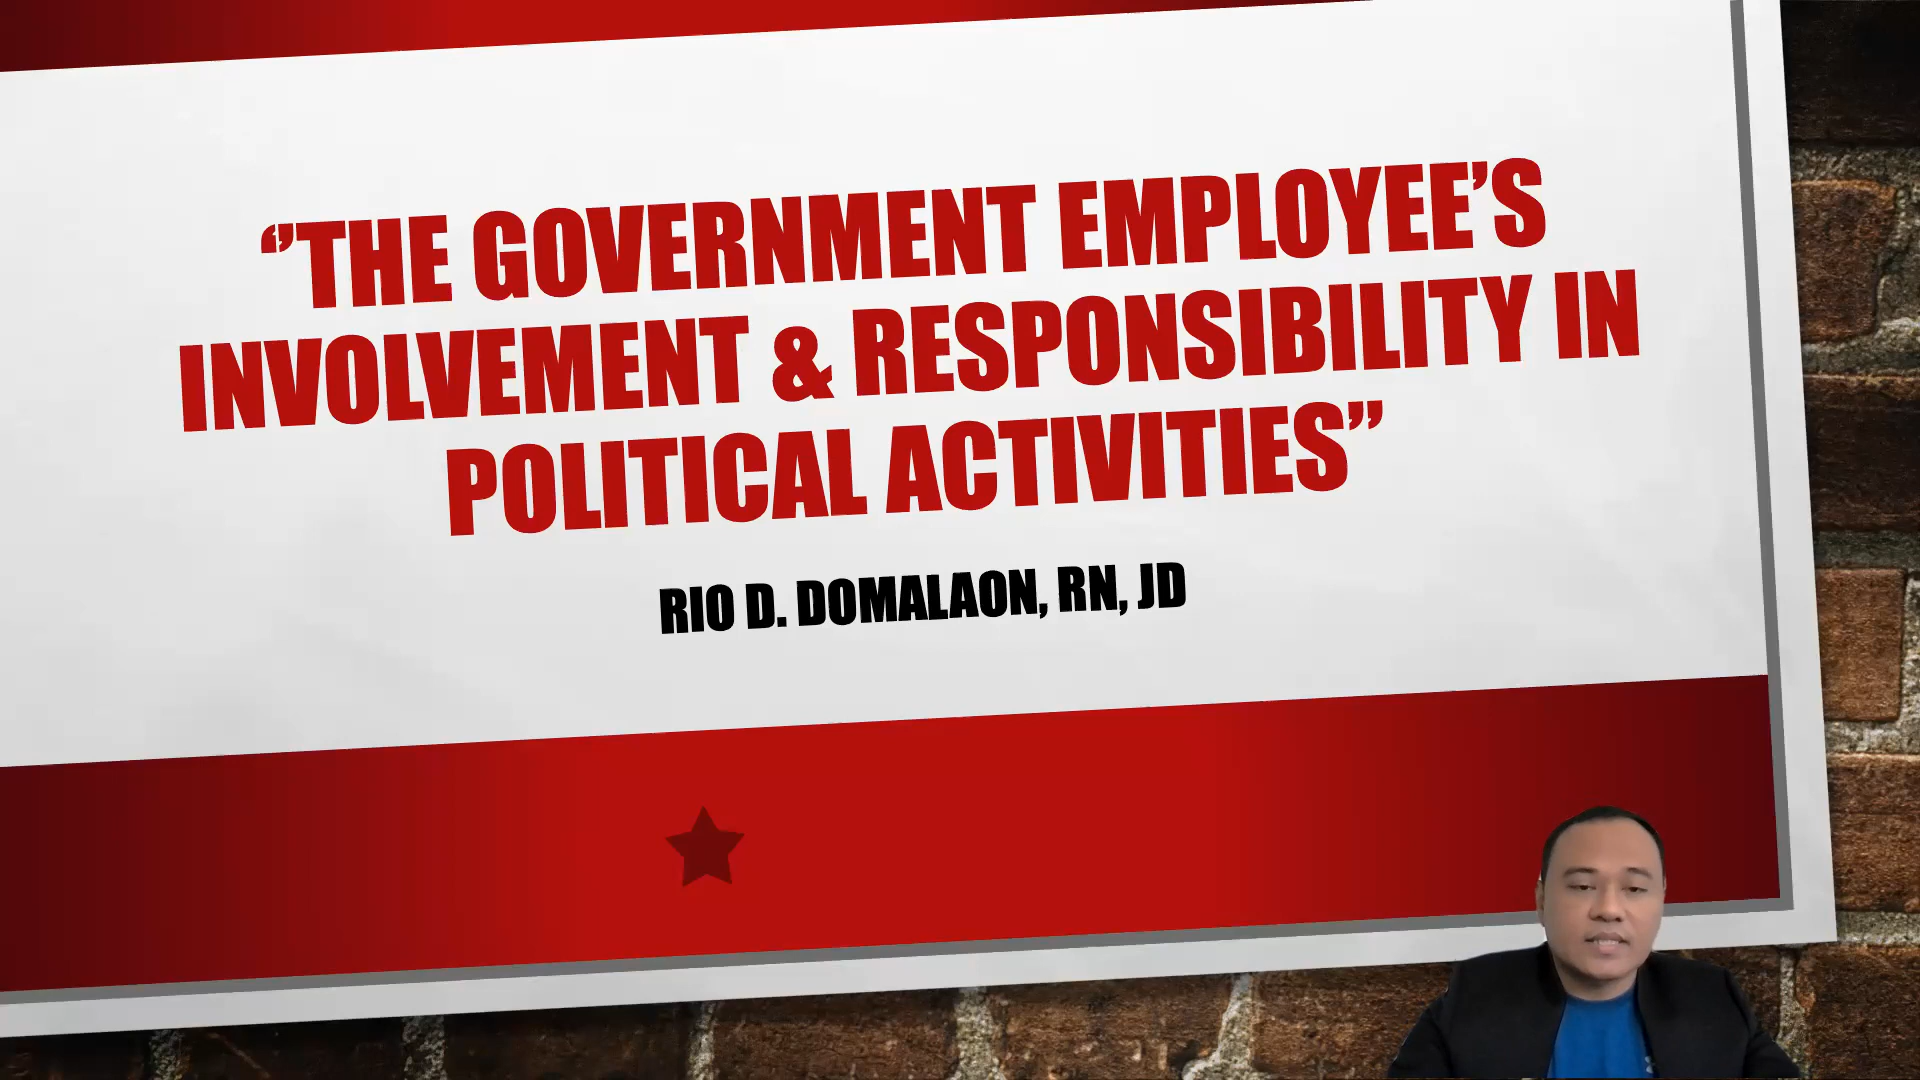 ‘’THE GOVERNMENT EMPLOYEE’S
INVOLVEMENT & RESPONSIBILITY IN
POLITICAL ACTIVITIES”
RIO D. DOMALAON, RN, JD